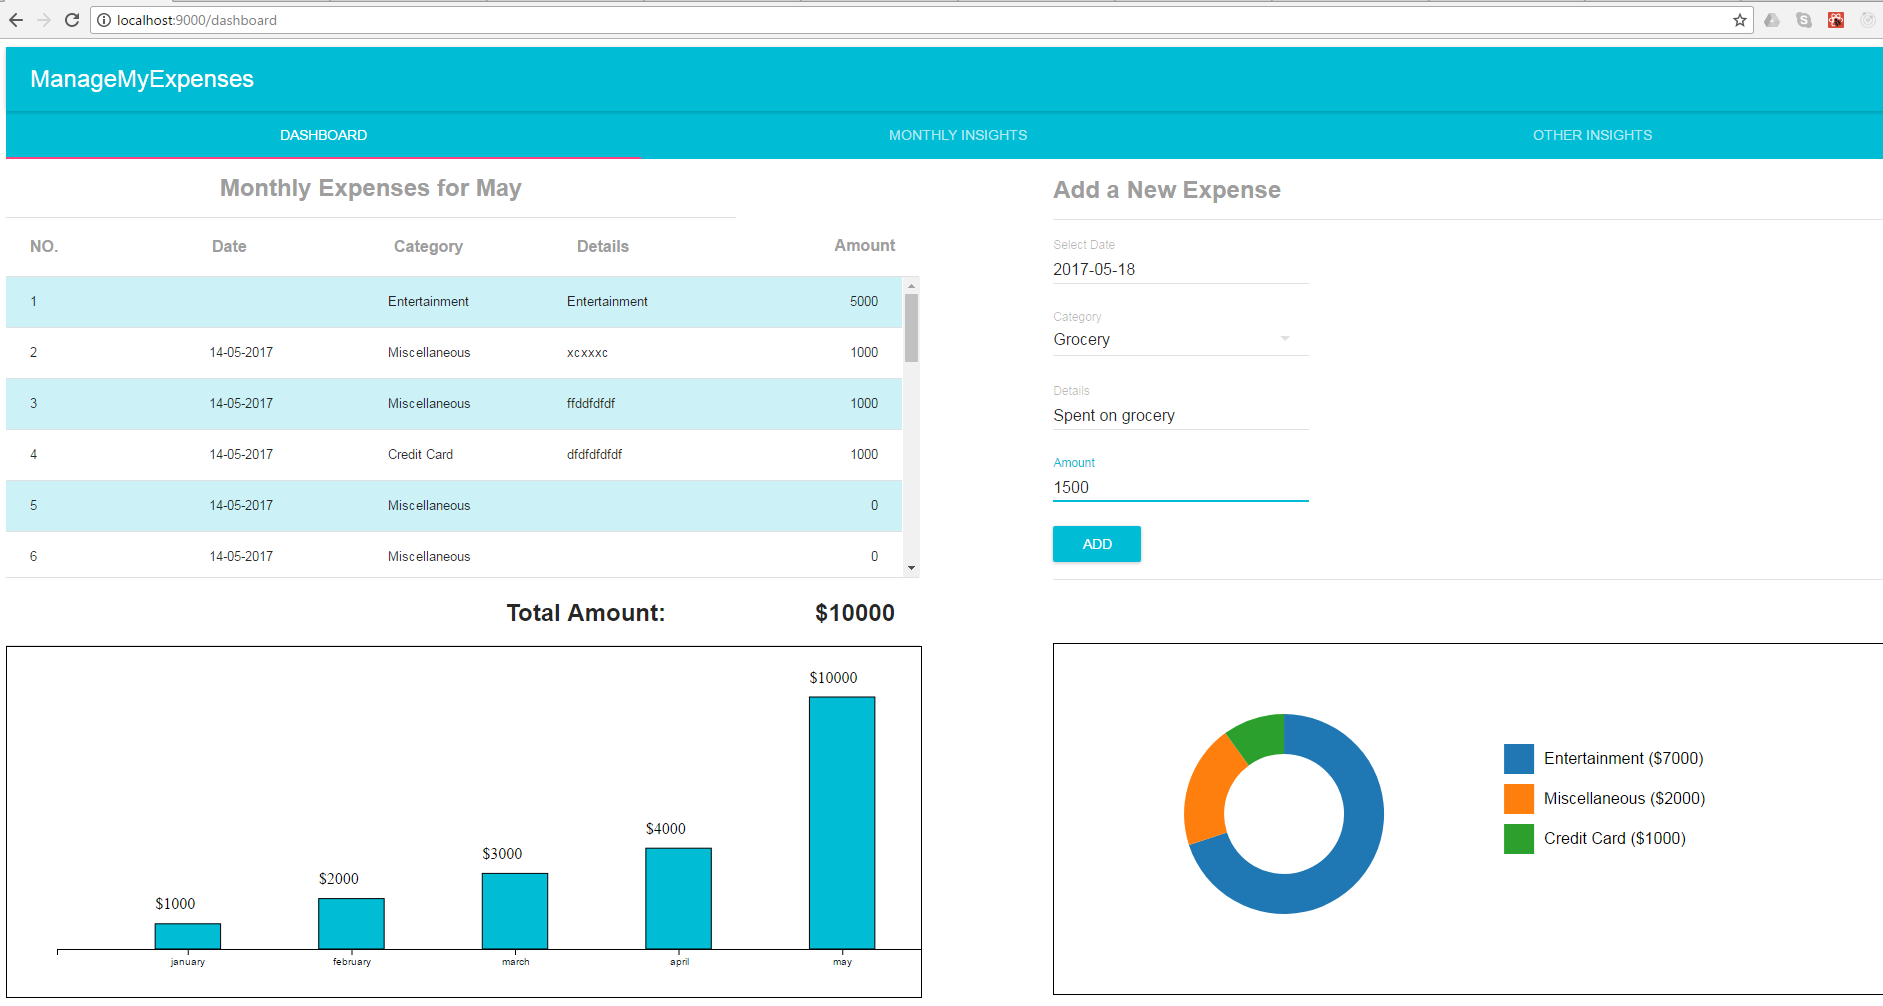 localhost:9000/dashboard
ManageMyExpenses
DASHBOARD MONTHLY INSIGHTS OTHER INSIGHTS
Monthly Expenses for May
NO. Date Category Details Amount
1 Entertainment Entertainment 5000
2 14-05-2017 Miscellaneous xcxxxc 1000
3 14-05-2017 Miscellaneous ffddfdfdf 1000
4 14-05-2017 Credit Card dfdfdfdfdf 1000
5 14-05-2017 Miscellaneous 0
6 14-05-2017 Miscellaneous 0
Total Amount: $10000
Add a New Expense
Select Date
2017-05-18
Category
Grocery
Details
Spent on grocery
Amount
1500
ADD
$1000 $2000 $3000 $4000 $10000
january february march april may
Entertainment ($7000)
Miscellaneous ($2000)
Credit Card ($1000)